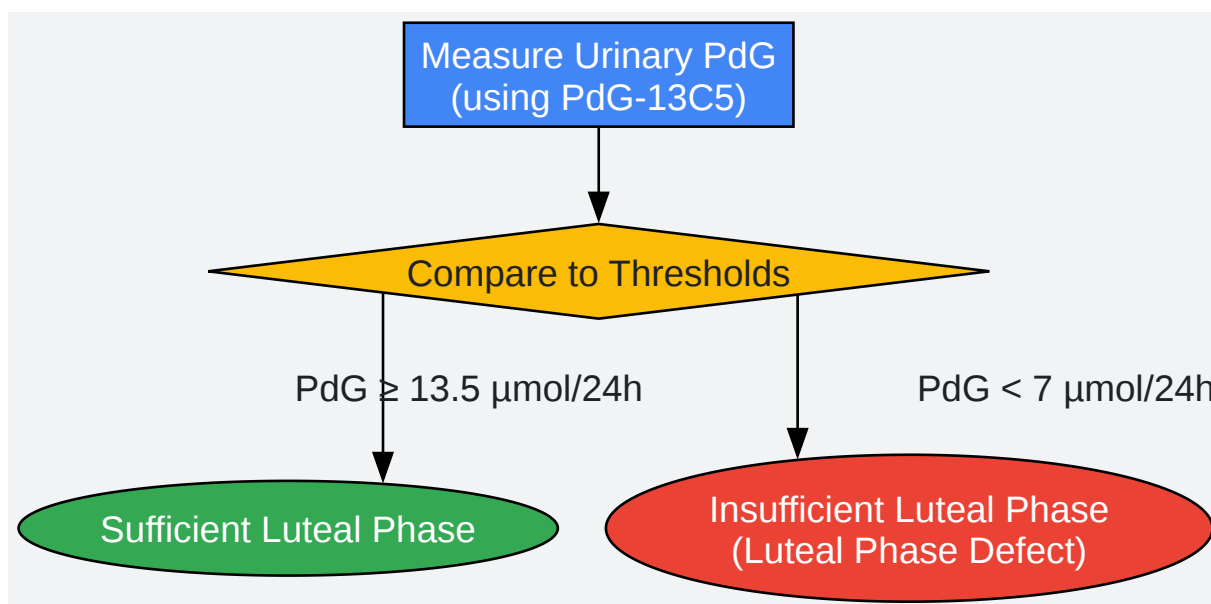 Measure Urinary PdG
(using PdG-13C5)
Compare to Thresholds
PdG ≥ 13.5 µmol/24h
PdG < 7 µmol/24h
Sufficient Luteal Phase
Insufficient Luteal Phase
(Luteal Phase Defect)